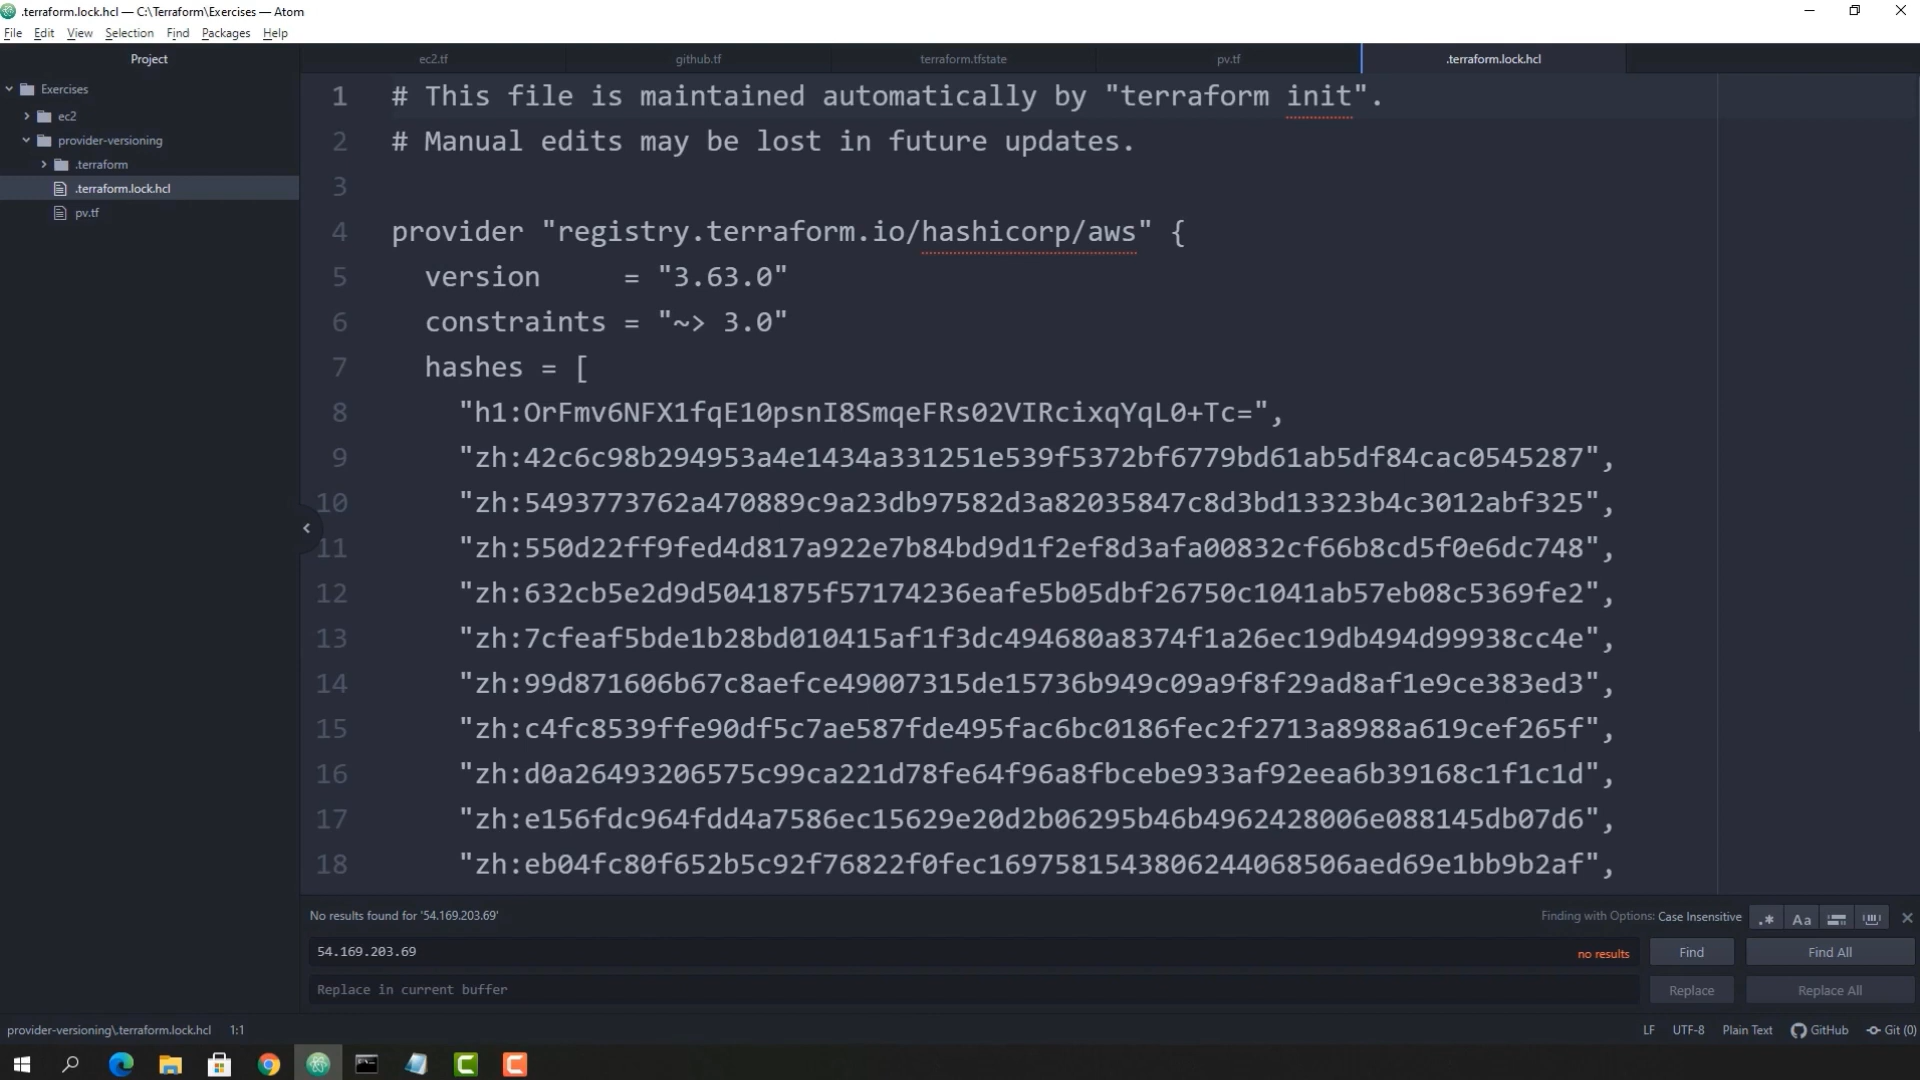 .terraform.lock.hcl — C:\Terraform\Exercises — Atom
File Edit View Selection Find Packages Help
Project
Exercises
ec2
provider-versioning
.terraform
.terraform.lock.hcl
pv.tf
ec2.tf github.tf terraform.tfstate pv.tf .terraform.lock.hcl
1 # This file is maintained automatically by "terraform init".
2 # Manual edits may be lost in future updates.
3
4 provider "registry.terraform.io/hashicorp/aws" {
5 version = "3.63.0"
6 constraints = "~> 3.0"
7 hashes = [
8 "h1:OrFmv6NFX1fqE10psnI8SmqeFRs02VIRcixqYqL0+Tc=",
9 "zh:42c6c98b294953a4e1434a331251e539f5372bf6779bd61ab5df84cac0545287",
10 "zh:5493773762a470889c9a23db97582d3a82035847c8d3bd13323b4c3012abf325",
11 "zh:550d22ff9fed4d817a922e7b84bd9d1f2ef8d3afa00832cf66b8cd5f0e6dc748",
12 "zh:632cb5e2d9d5041875f57174236eafe5b05dbf26750c1041ab57eb08c5369fe2",
13 "zh:7cfeaf5bde1b28bd010415af1f3dc494680a8374f1a26ec19db494d99938cc4e",
14 "zh:99d871606b67c8aefce49007315de15736b949c09a9f8f29ad8af1e9ce383ed3",
15 "zh:c4fc8539ffe90df5c7ae587fde495fac6bc0186fec2f2713a8988a619cef265f",
16 "zh:d0a26493206575c99ca221d78fe64f96a8fbcebe933af92eea6b39168c1f1c1d",
17 "zh:e156fdc964fdd4a7586ec15629e20d2b06295b46b4962428006e088145db07d6",
18 "zh:eb04fc80f652b5c92f76822f0fec1697581543806244068506aed69e1bb9b2af",
No results found for '54.169.203.69' Finding with Options: Case Insensitive .* Aa
54.169.203.69 no results Find Find All
Replace in current buffer Replace Replace All
provider-versioning\.terraform.lock.hcl 1:1 LF UTF-8 Plain Text GitHub Git (0)